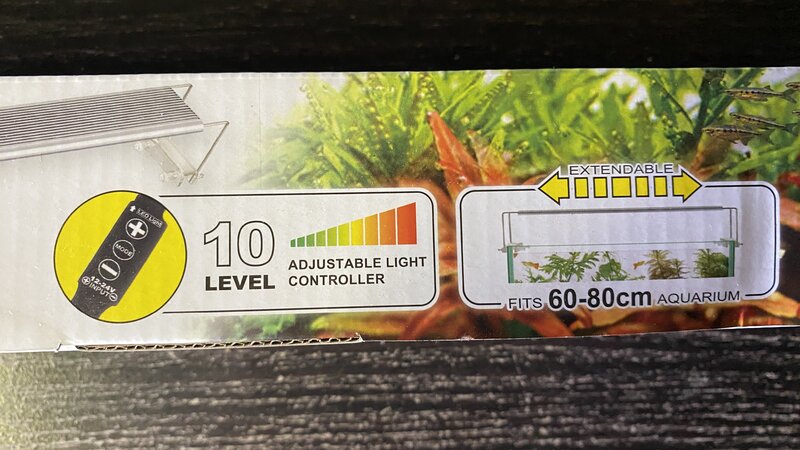 LED Light
MODE
12-24V
INPUT
10
LEVEL
ADJUSTABLE LIGHT
CONTROLLER
EXTENDABLE
FITS 60-80cm AQUARIUM